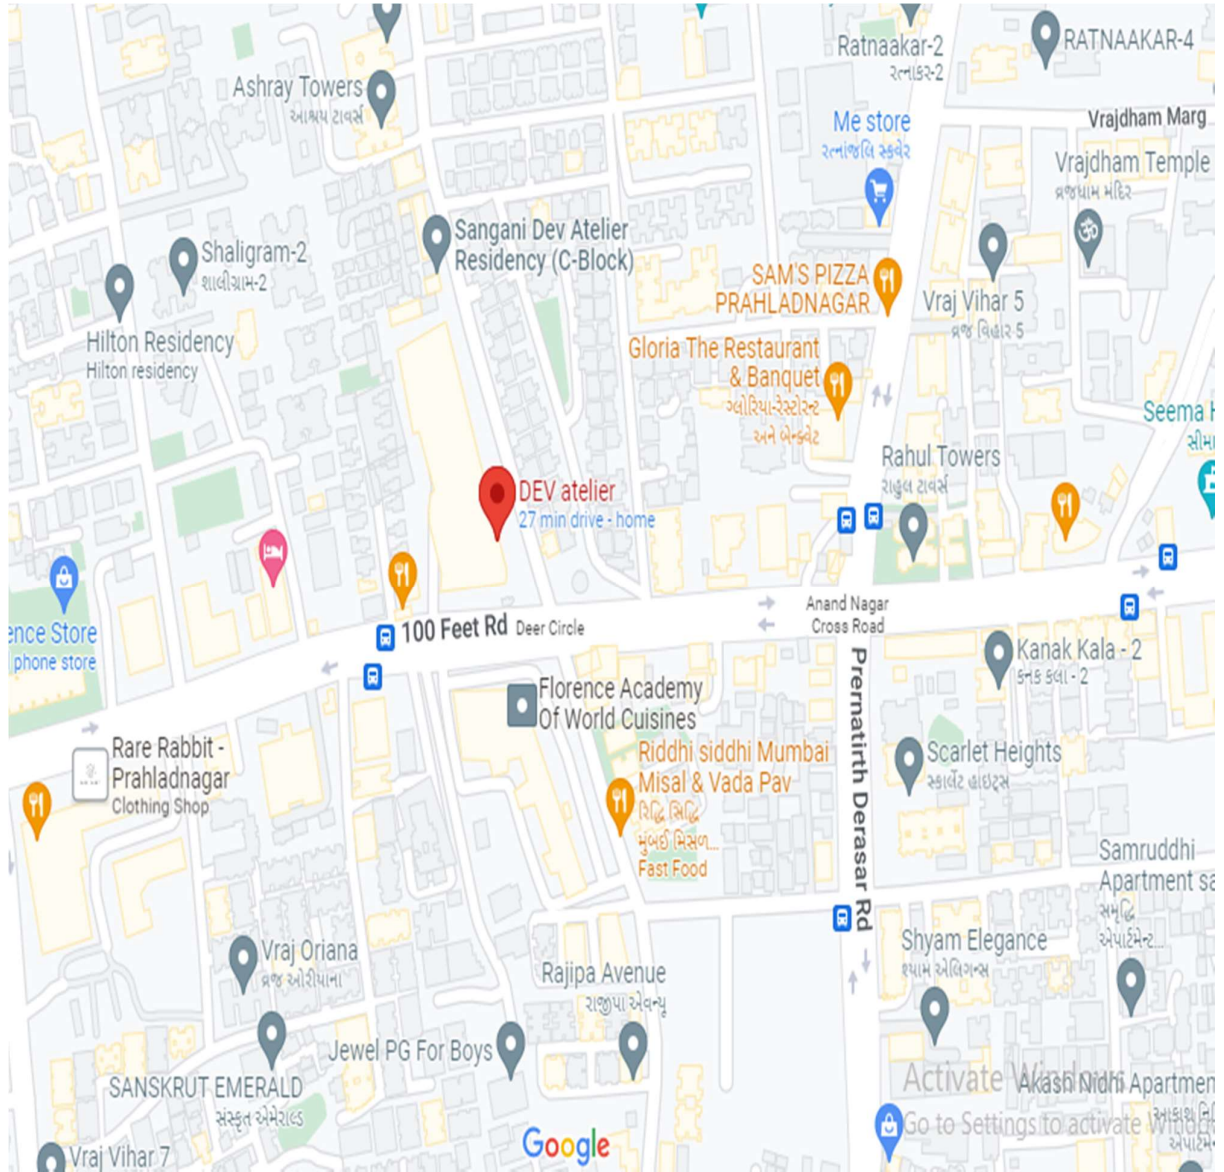 Ratnaakar-2
રત્નાકર-2
RATNAAKAR-4
Ashray Towers
આશ્રય ટાવર્સ
Me store
રત્નાંજલિ સ્ક્વેર
Vrajdham Marg
Vrajdham Temple
વ્રજધામ મંદિર
Sangani Dev Atelier
Residency (C-Block)
Shaligram-2
શાલીગ્રામ-2
SAM'S PIZZA
PRAHLADNAGAR
Vraj Vihar 5
વ્રજ વિહાર-5
Hilton Residency
Hilton residency
Gloria The Restaurant
& Banquet
ગ્લોરિયા-રેસ્ટોરન્ટ
અને બેન્ક્વેટ
Seema H
સીમા
Rahul Towers
રાહુલ ટાવર્સ
DEV atelier
27 min drive - home
Anand Nagar
Cross Road
100 Feet Rd
Deer Circle
ence Store
phone store
Kanak Kala - 2
કનક કલા - 2
Prernatirth Derasar Rd
Florence Academy
Of World Cuisines
Rare Rabbit -
Prahladnagar
Clothing Shop
Riddhi siddhi Mumbai
Misal & Vada Pav
રિદ્ધિ સિદ્ધિ
મુંબઈ મિસળ...
Fast Food
Scarlet Heights
સ્કાર્લેટ હાઇટ્સ
Samruddhi
Apartment sa
સમૃદ્ધિ
એપાર્ટમેન્ટ...
Vraj Oriana
વ્રજ ઓરીયાના
Rajipa Avenue
રાજીપા એવન્યૂ
Shyam Elegance
શ્યામ એલિગન્સ
Jewel PG For Boys
SANSKRUT EMERALD
સંસ્કૃત એમેરાલ્ડ
Activate Windows
Akash Nidhi Apartmen
Go to Settings to activate Windows
Vraj Vihar 7
Google